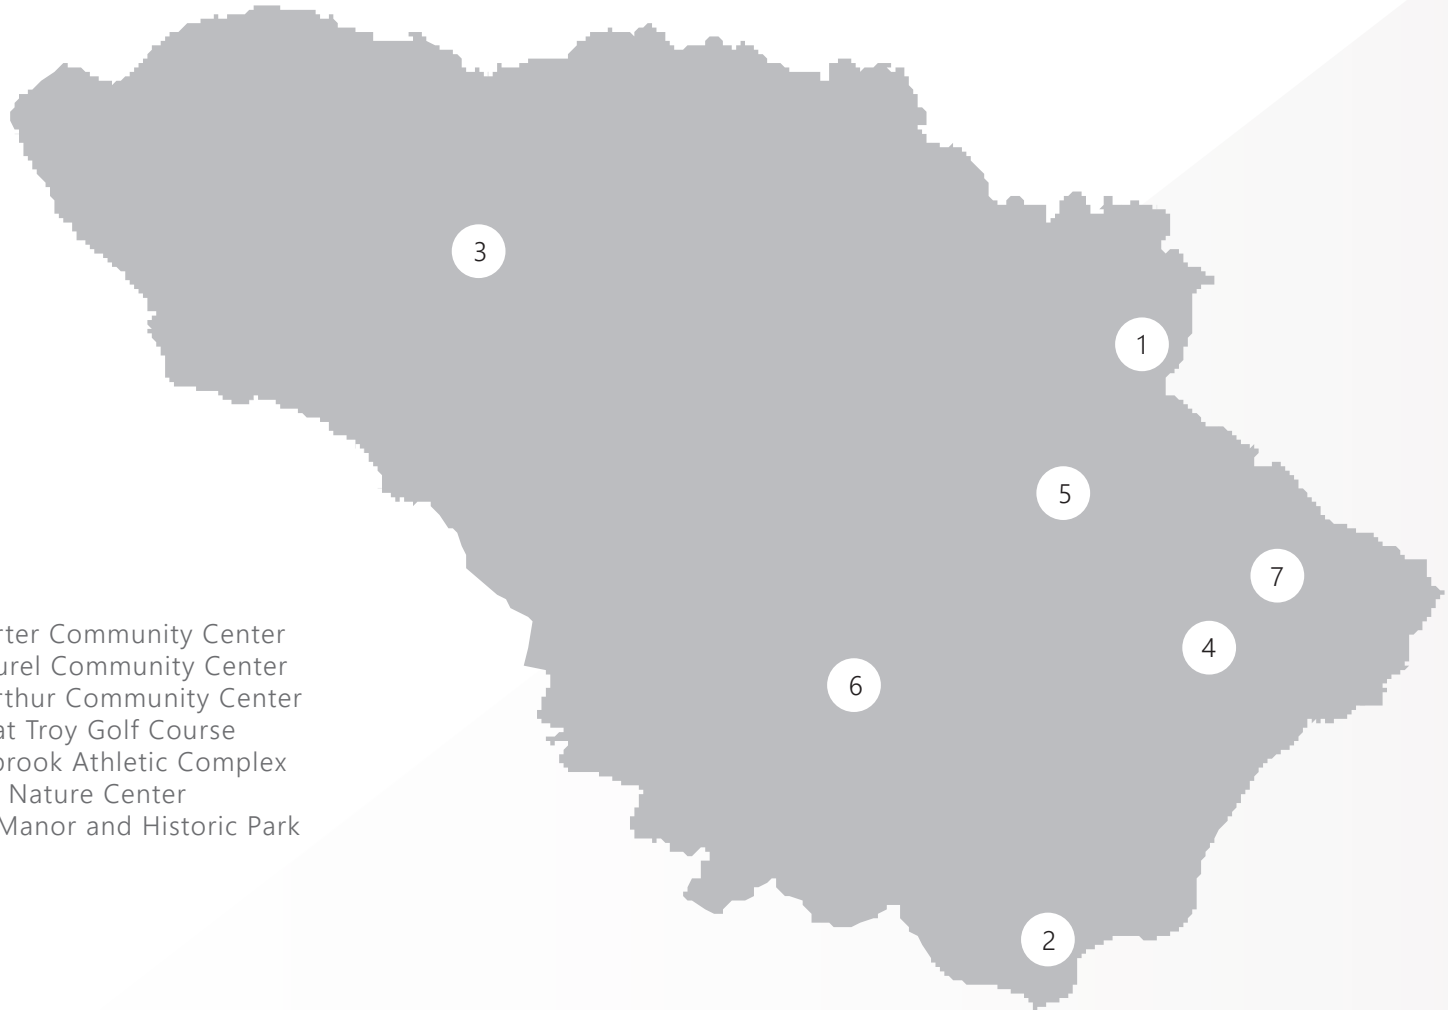 3
1
5
7
4
6
2
rter Community Center
urel Community Center
rthur Community Center
at Troy Golf Course
brook Athletic Complex
Nature Center
Manor and Historic Park